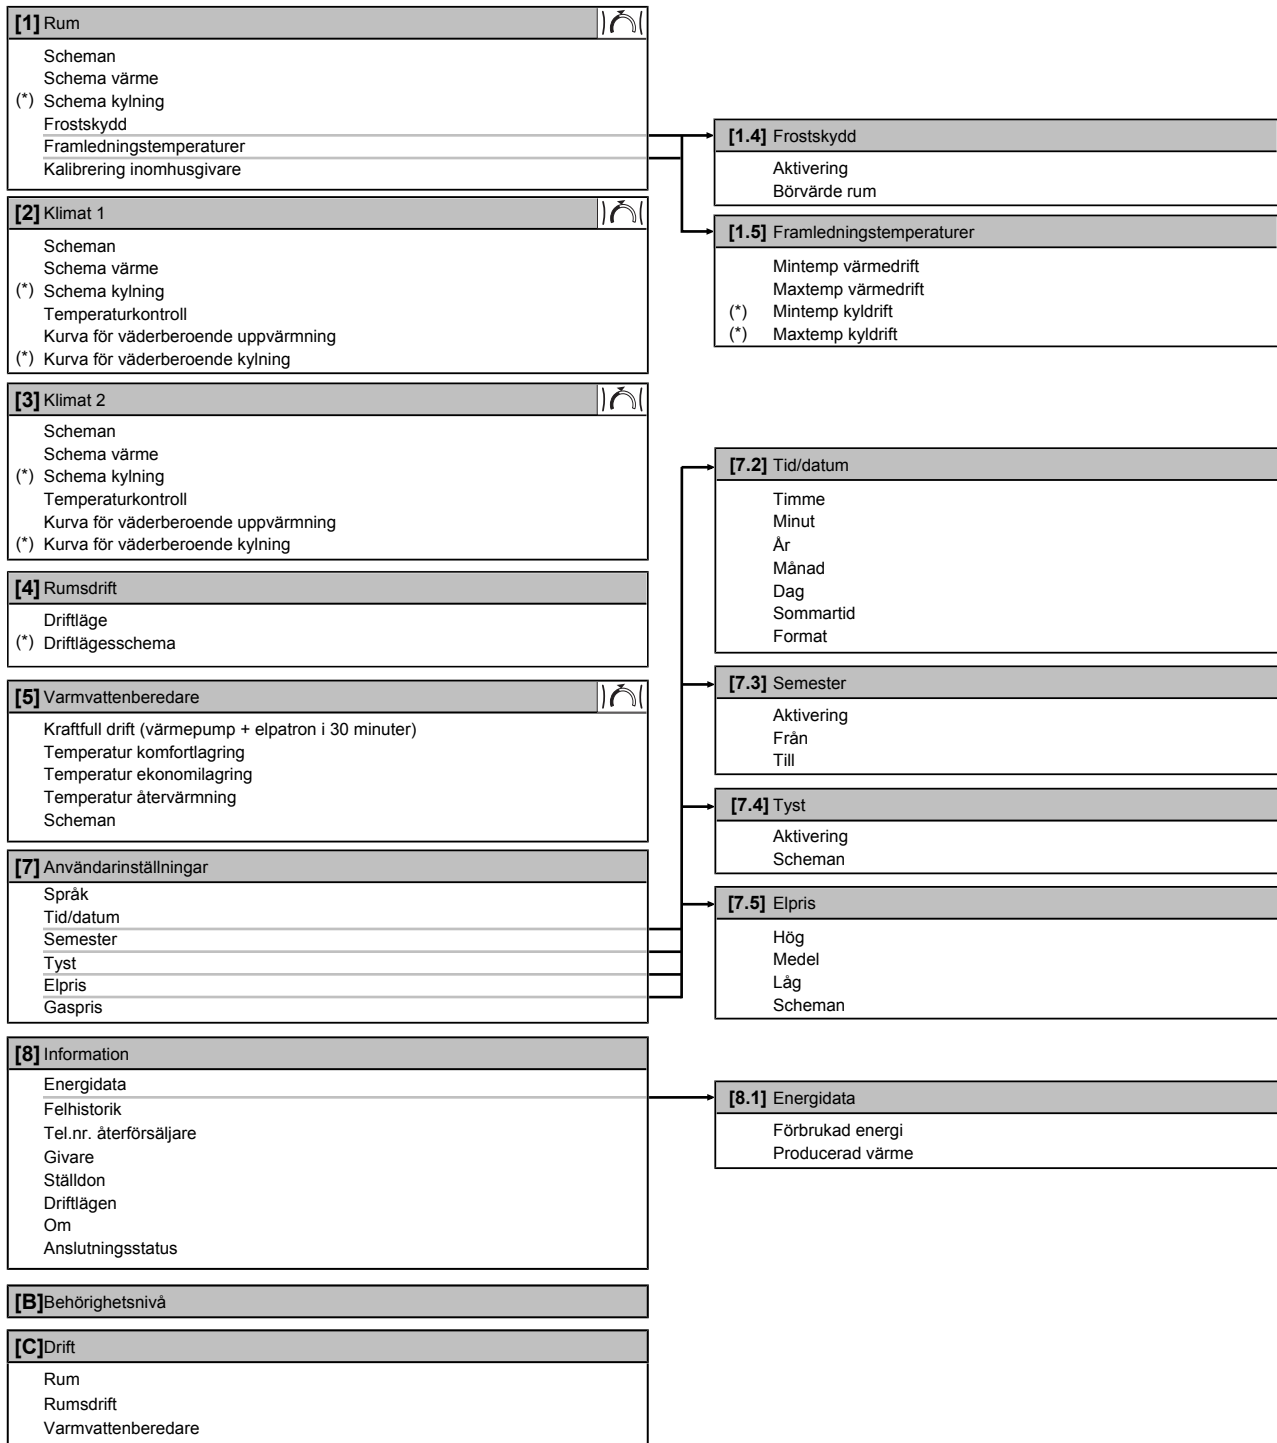 [1] Rum
Scheman
Schema värme
(*) Schema kylning
Frostskydd
Framledningstemperaturer
Kalibrering inomhusgivare
[2] Klimat 1
Scheman
Schema värme
(*) Schema kylning
Temperaturkontroll
Kurva för väderberoende uppvärmning
(*) Kurva för väderberoende kylning
[3] Klimat 2
Scheman
Schema värme
(*) Schema kylning
Temperaturkontroll
Kurva för väderberoende uppvärmning
(*) Kurva för väderberoende kylning
[4] Rumsdrift
Driftläge
(*) Driftlägesschema
[5] Varmvattenberedare
Kraftfull drift (värmepump + elpatron i 30 minuter)
Temperatur komfortlagring
Temperatur ekonomilagring
Temperatur återvärmning
Scheman
[7] Användarinställningar
Språk
Tid/datum
Semester
Tyst
Elpris
Gaspris
[8] Information
Energidata
Felhistorik
Tel.nr. återförsäljare
Givare
Ställdon
Driftlägen
Om
Anslutningsstatus
[B] Behörighetsnivå
[C] Drift
Rum
Rumsdrift
Varmvattenberedare
[1.4] Frostskydd
Aktivering
Börvärde rum
[1.5] Framledningstemperaturer
Mintemp värmedrift
Maxtemp värmedrift
(*) Mintemp kyldrift
(*) Maxtemp kyldrift
[7.2] Tid/datum
Timme
Minut
År
Månad
Dag
Sommartid
Format
[7.3] Semester
Aktivering
Från
Till
[7.4] Tyst
Aktivering
Scheman
[7.5] Elpris
Hög
Medel
Låg
Scheman
[8.1] Energidata
Förbrukad energi
Producerad värme